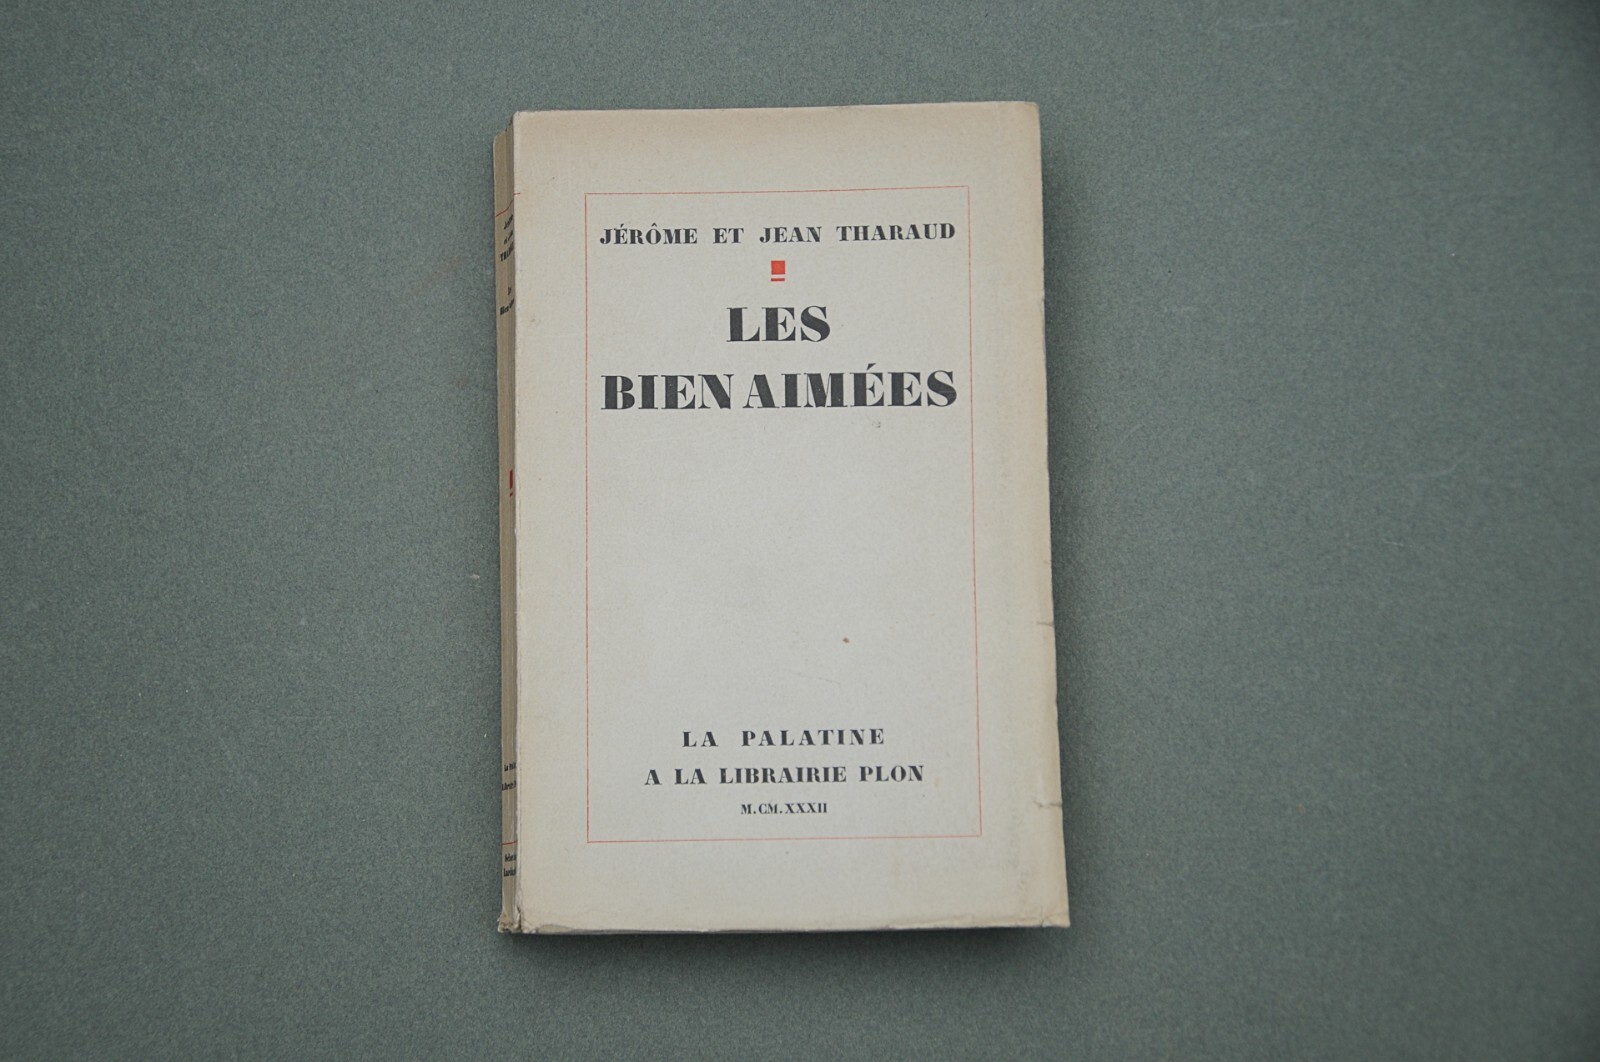 JÉRÔME ET JEAN THARAUD
LES
BIEN AIMÉES
LA PALATINE
A LA LIBRAIRIE PLON
M.CM.XXXII